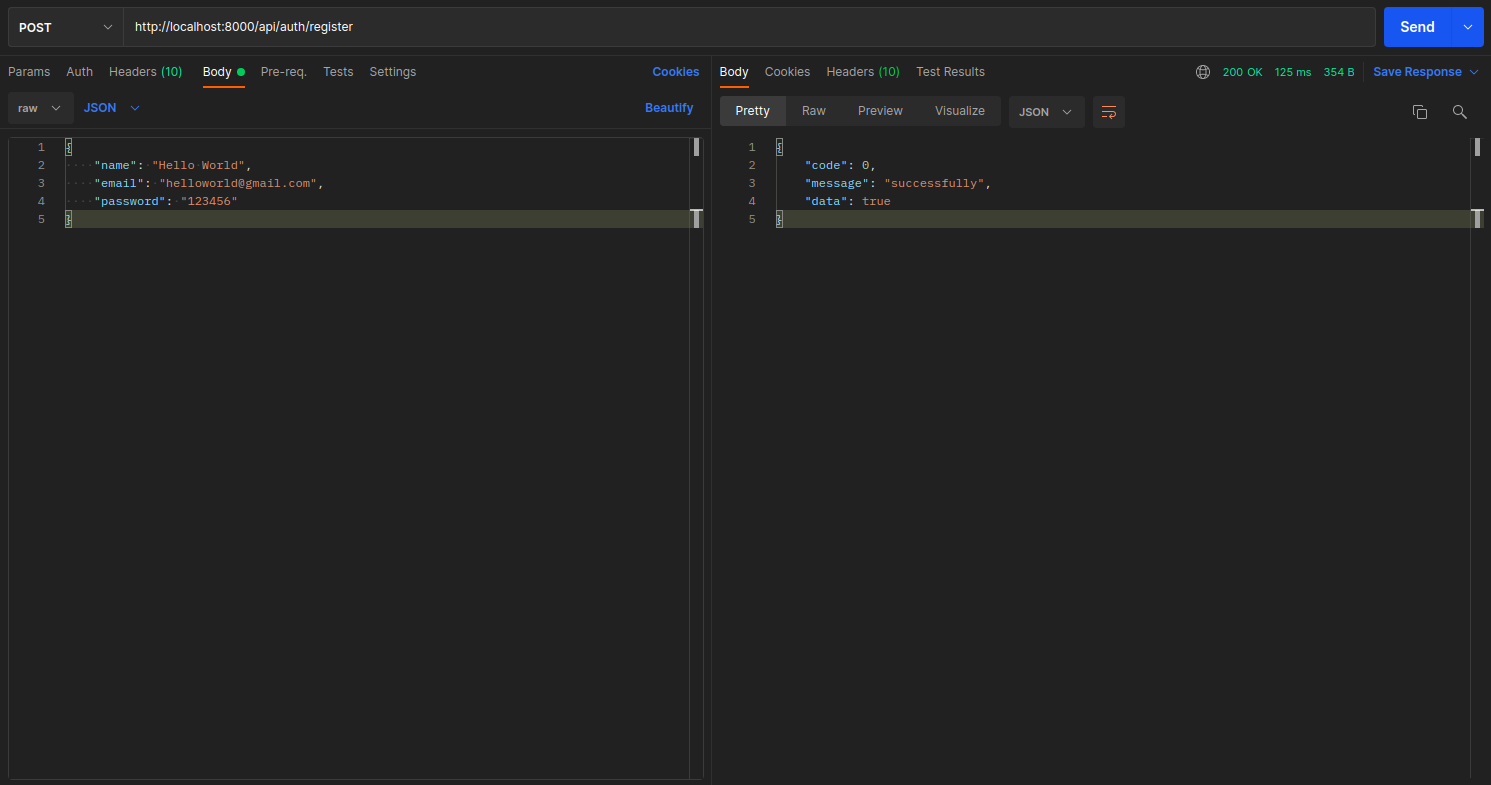 POST http://localhost:8000/api/auth/register Send
Params Auth Headers (10) Body Pre-req. Tests Settings Cookies
raw JSON Beautify
1 {
2 "name": "Hello World",
3 "email": "helloworld@gmail.com",
4 "password": "123456"
5 }
Body Cookies Headers (10) Test Results 200 OK 125 ms 354 B Save Response
Pretty Raw Preview Visualize JSON
1 {
2 "code": 0,
3 "message": "successfully",
4 "data": true
5 }